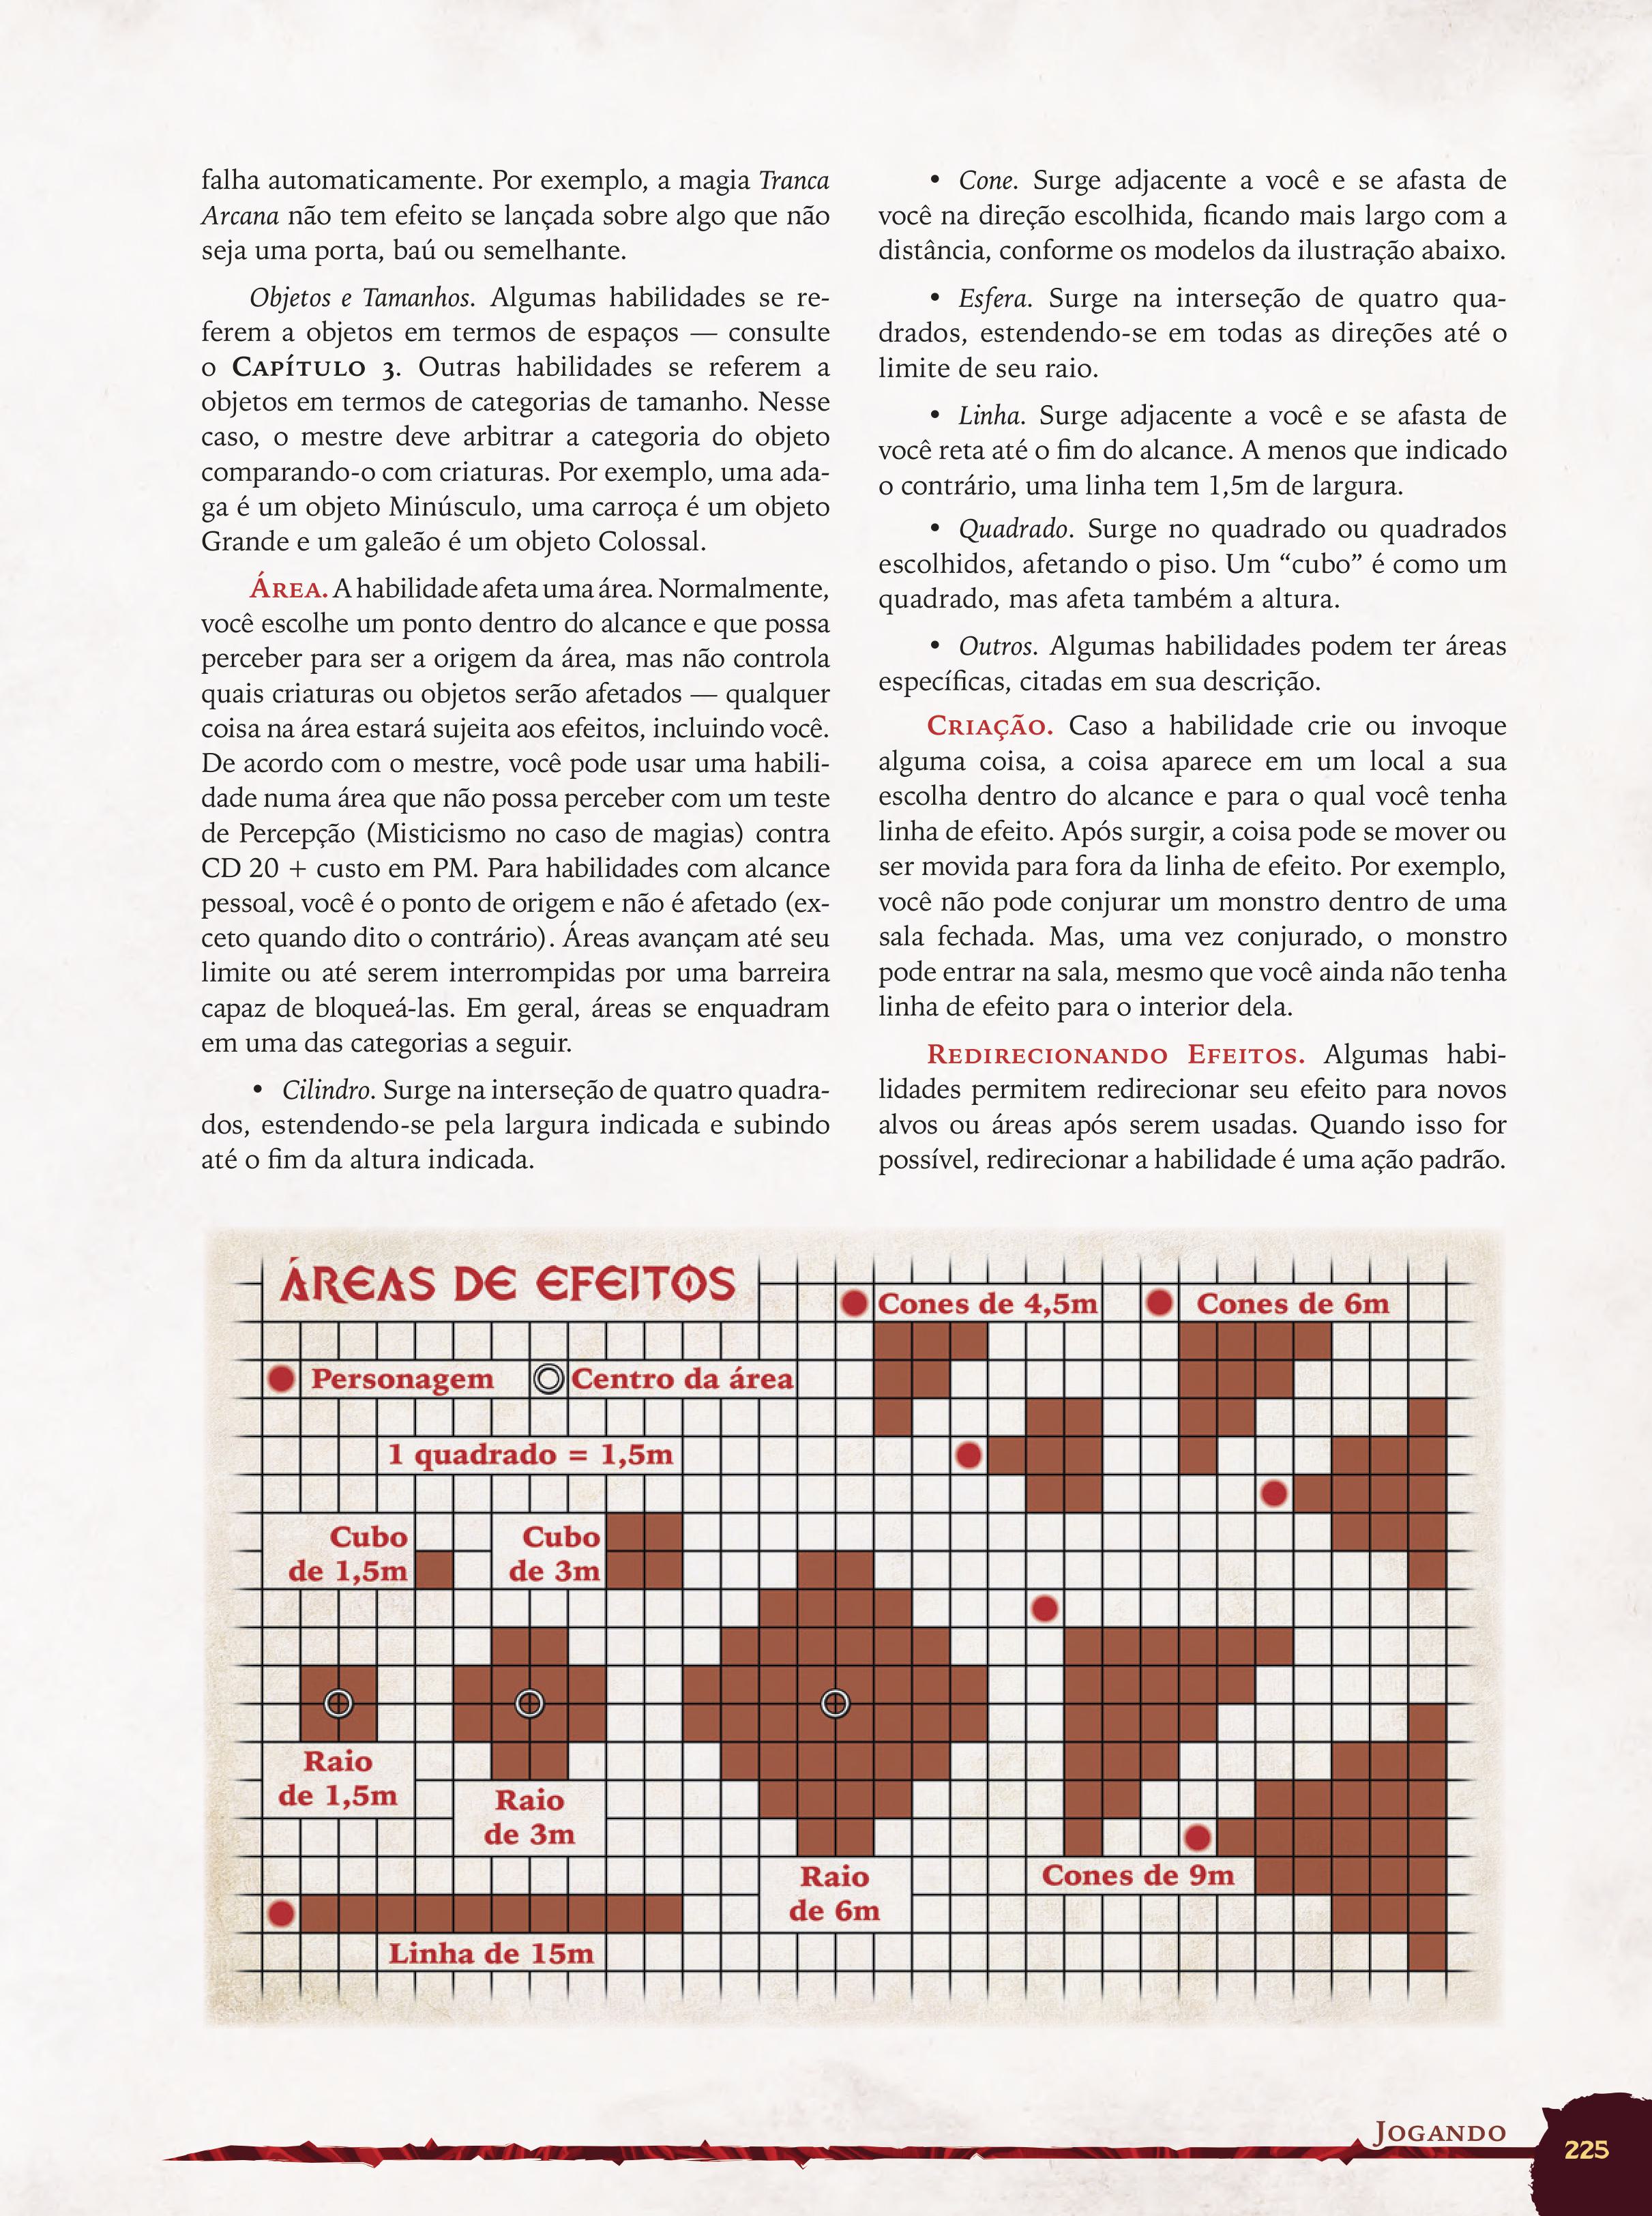 falha automaticamente. Por exemplo, a magia Tranca
Arcana não tem efeito se lançada sobre algo que não
seja uma porta, baú ou semelhante.
Objetos e Tamanhos. Algumas habilidades se re-
ferem a objetos em termos de espaços — consulte
o Capítulo 3. Outras habilidades se referem a
objetos em termos de categorias de tamanho. Nesse
caso, o mestre deve arbitrar a categoria do objeto
comparando-o com criaturas. Por exemplo, uma ada-
ga é um objeto Minúsculo, uma carroça é um objeto
Grande e um galeão é um objeto Colossal.
Área. A habilidade afeta uma área. Normalmente,
você escolhe um ponto dentro do alcance e que possa
perceber para ser a origem da área, mas não controla
quais criaturas ou objetos serão afetados — qualquer
coisa na área estará sujeita aos efeitos, incluindo você.
De acordo com o mestre, você pode usar uma habili-
dade numa área que não possa perceber com um teste
de Percepção (Misticismo no caso de magias) contra
CD 20 + custo em PM. Para habilidades com alcance
pessoal, você é o ponto de origem e não é afetado (ex-
ceto quando dito o contrário). Áreas avançam até seu
limite ou até serem interrompidas por uma barreira
capaz de bloqueá-las. Em geral, áreas se enquadram
em uma das categorias a seguir.
• Cilindro. Surge na interseção de quatro quadra-
dos, estendendo-se pela largura indicada e subindo
até o fim da altura indicada.
• Cone. Surge adjacente a você e se afasta de
você na direção escolhida, ficando mais largo com a
distância, conforme os modelos da ilustração abaixo.
• Esfera. Surge na interseção de quatro qua-
drados, estendendo-se em todas as direções até o
limite de seu raio.
• Linha. Surge adjacente a você e se afasta de
você reta até o fim do alcance. A menos que indicado
o contrário, uma linha tem 1,5m de largura.
• Quadrado. Surge no quadrado ou quadrados
escolhidos, afetando o piso. Um “cubo” é como um
quadrado, mas afeta também a altura.
• Outros. Algumas habilidades podem ter áreas
específicas, citadas em sua descrição.
Criação. Caso a habilidade crie ou invoque
alguma coisa, a coisa aparece em um local a sua
escolha dentro do alcance e para o qual você tenha
linha de efeito. Após surgir, a coisa pode se mover ou
ser movida para fora da linha de efeito. Por exemplo,
você não pode conjurar um monstro dentro de uma
sala fechada. Mas, uma vez conjurado, o monstro
pode entrar na sala, mesmo que você ainda não tenha
linha de efeito para o interior dela.
Redirecionando Efeitos. Algumas habi-
lidades permitem redirecionar seu efeito para novos
alvos ou áreas após serem usadas. Quando isso for
possível, redirecionar a habilidade é uma ação padrão.
ÁREAS DE EFEITOS
Cones de 4,5m
Cones de 6m
Personagem
Centro da área
1 quadrado = 1,5m
Cubo
de 1,5m
Cubo
de 3m
Raio
de 1,5m
Raio
de 3m
Raio
de 6m
Cones de 9m
Linha de 15m
Jogando
225